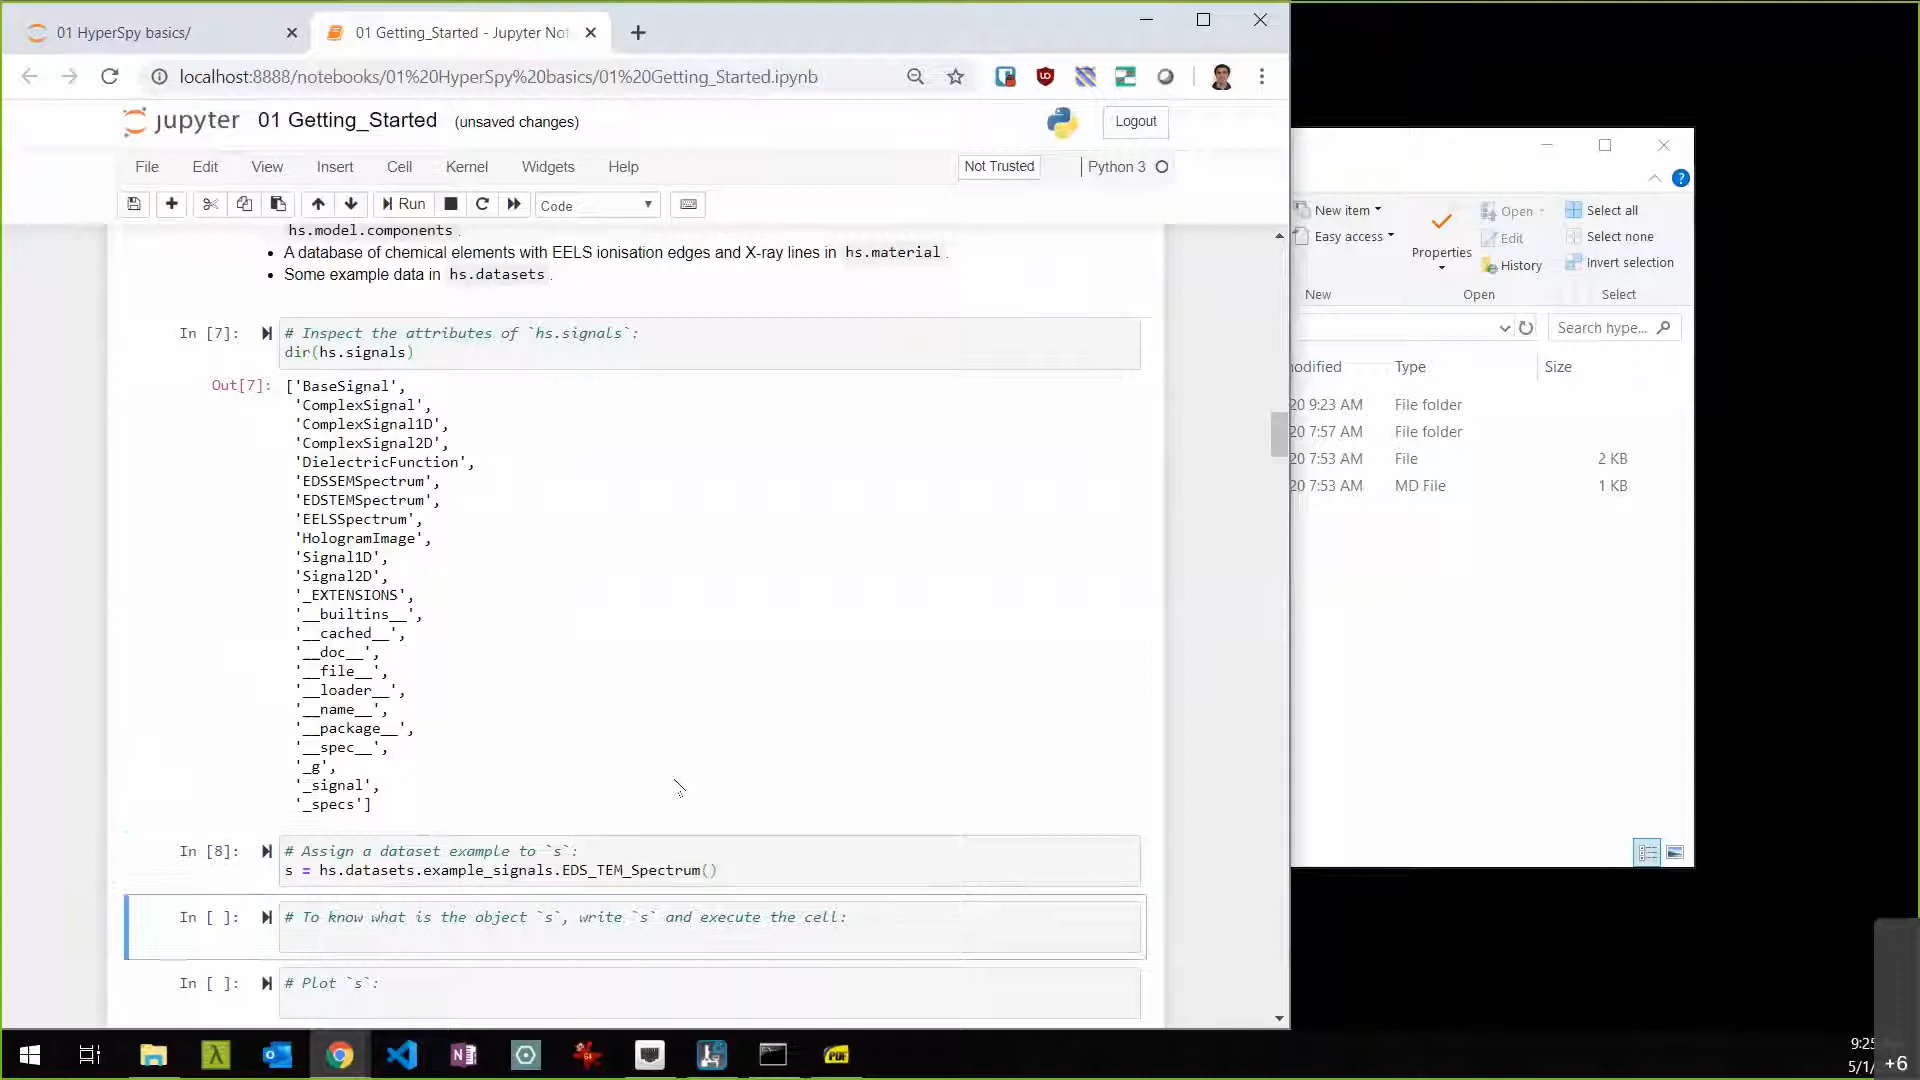 01 HyperSpy basics/
01 Getting_Started - Jupyter Not
localhost:8888/notebooks/01%20HyperSpy%20basics/01%20Getting_Started.ipynb
jupyter 01 Getting_Started (unsaved changes)
Logout
File Edit View Insert Cell Kernel Widgets Help
Not Trusted
Python 3
Run
Code
hs.model.components .
• A database of chemical elements with EELS ionisation edges and X-ray lines in hs.material .
• Some example data in hs.datasets .
In [7]:
# Inspect the attributes of `hs.signals`:
dir(hs.signals)
Out[7]:
['BaseSignal',
'ComplexSignal',
'ComplexSignal1D',
'ComplexSignal2D',
'DielectricFunction',
'EDSSEMSpectrum',
'EDSTEMSpectrum',
'EELSSpectrum',
'HologramImage',
'Signal1D',
'Signal2D',
'_EXTENSIONS',
'__builtins__',
'__cached__',
'__doc__',
'__file__',
'__loader__',
'__name__',
'__package__',
'__spec__',
'_g',
'_signal',
'_specs']
In [8]:
# Assign a dataset example to `s`:
s = hs.datasets.example_signals.EDS_TEM_Spectrum()
In [ ]:
# To know what is the object `s`, write `s` and execute the cell:
In [ ]:
# Plot `s`:
New item
Easy access
New
Properties
Open
Edit
History
Open
Select all
Select none
Invert selection
Select
Search hype...
odified Type Size
20 9:23 AM File folder
20 7:57 AM File folder
20 7:53 AM File 2 KB
20 7:53 AM MD File 1 KB
PDF
9:25
5/1/
+6